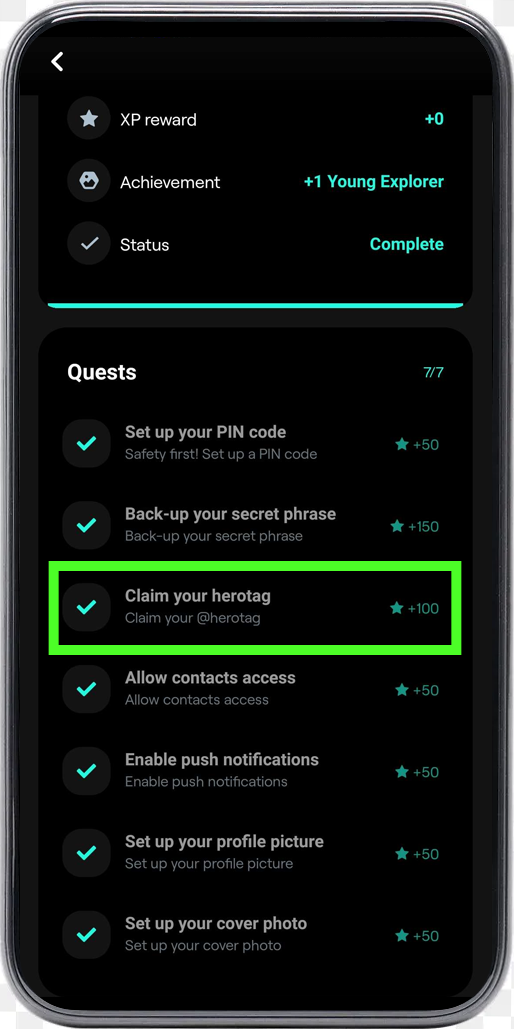 XP reward +0
Achievement +1 Young Explorer
Status Complete
Quests 7/7
Set up your PIN code
Safety first! Set up a PIN code +50
Back-up your secret phrase
Back-up your secret phrase +150
Claim your herotag
Claim your @herotag +100
Allow contacts access
Allow contacts access +50
Enable push notifications
Enable push notifications +50
Set up your profile picture
Set up your profile picture +50
Set up your cover photo
Set up your cover photo +50